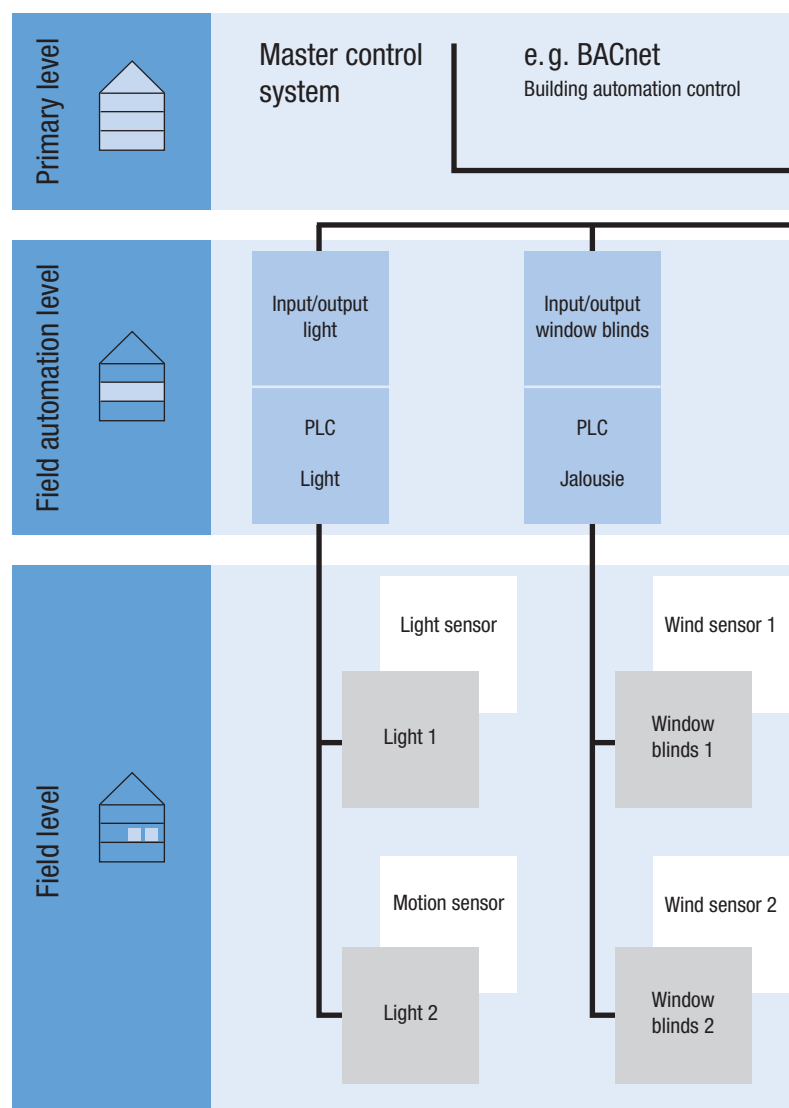 Primary level
Master control
system
e.g. BACnet
Building automation control
Field automation level
Input/output
light
PLC
Light
Input/output
window blinds
PLC
Jalousie
Field level
Light sensor
Light 1
Wind sensor 1
Window
blinds 1
Motion sensor
Light 2
Wind sensor 2
Window
blinds 2